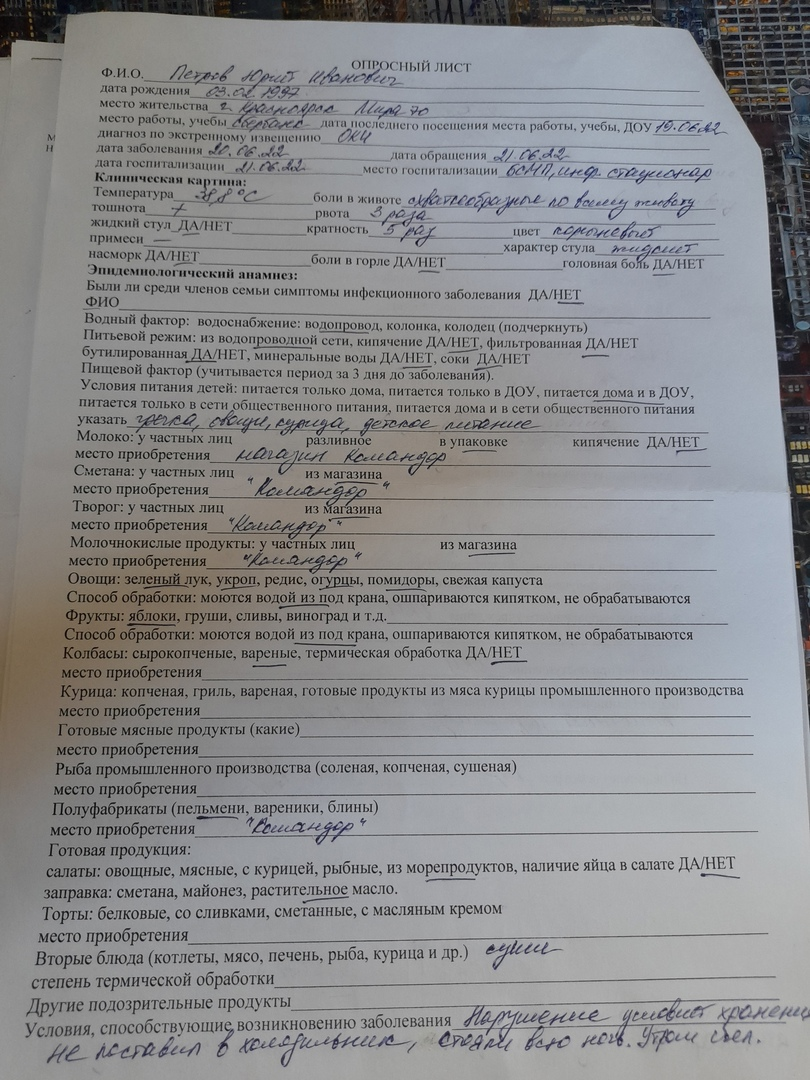 ОПРОСНЫЙ ЛИСТ
Ф.И.О. Петров Юрий Иванович
дата рождения 03.02.1997
место жительства г. Красноярск Мира 70
место работы, учебы Сбербанк дата последнего посещения места работы, учебы, ДОУ 19.06.22
диагноз по экстренному извещению ОКИ
дата заболевания 20.06.22 дата обращения 21.06.22
дата госпитализации 21.06.22 место госпитализации БСМП, инф. стационар
Клиническая картина:
Температура 38,8 °C боли в животе схваткообразные по всему животу
тошнота + рвота 3 раза
жидкий стул ДА/НЕТ кратность 5 раз цвет коричневый
примеси — характер стула жидкий
насморк ДА/НЕТ боли в горле ДА/НЕТ головная боль ДА/НЕТ
Эпидемиологический анамнез:
Были ли среди членов семьи симптомы инфекционного заболевания ДА/НЕТ
ФИО
Водный фактор: водоснабжение: водопровод, колонка, колодец (подчеркнуть)
Питьевой режим: из водопроводной сети, кипячение ДА/НЕТ, фильтрованная ДА/НЕТ
бутилированная ДА/НЕТ, минеральные воды ДА/НЕТ, соки ДА/НЕТ
Пищевой фактор (учитывается период за 3 дня до заболевания).
Условия питания детей: питается только дома, питается только в ДОУ, питается дома и в ДОУ,
питается только в сети общественного питания, питается дома и в сети общественного питания
указать гречка, овощи, курица, детское питание
Молоко: у частных лиц разливное в упаковке кипячение ДА/НЕТ
место приобретения магазин Командор
Сметана: у частных лиц из магазина
место приобретения "Командор"
Творог: у частных лиц из магазина
место приобретения "Командор"
Молочнокислые продукты: у частных лиц из магазина
место приобретения "Командор"
Овощи: зеленый лук, укроп, редис, огурцы, помидоры, свежая капуста
Способ обработки: моются водой из под крана, ошпариваются кипятком, не обрабатываются
Фрукты: яблоки, груши, сливы, виноград и т.д.
Способ обработки: моются водой из под крана, ошпариваются кипятком, не обрабатываются
Колбасы: сырокопченые, вареные, термическая обработка ДА/НЕТ
место приобретения
Курица: копченая, гриль, вареная, готовые продукты из мяса курицы промышленного производства
место приобретения
Готовые мясные продукты (какие)
место приобретения
Рыба промышленного производства (соленая, копченая, сушеная)
место приобретения
Полуфабрикаты (пельмени, вареники, блины)
место приобретения "Командор"
Готовая продукция:
салаты: овощные, мясные, с курицей, рыбные, из морепродуктов, наличие яйца в салате ДА/НЕТ
заправка: сметана, майонез, растительное масло.
Торты: белковые, со сливками, сметанные, с масляным кремом
место приобретения
Вторые блюда (котлеты, мясо, печень, рыба, курица и др.) суши
степень термической обработки
Другие подозрительные продукты
Условия, способствующие возникновению заболевания Нарушение условий хранени
Не поставил в холодильник, стояли всю ночь. Утром съел.